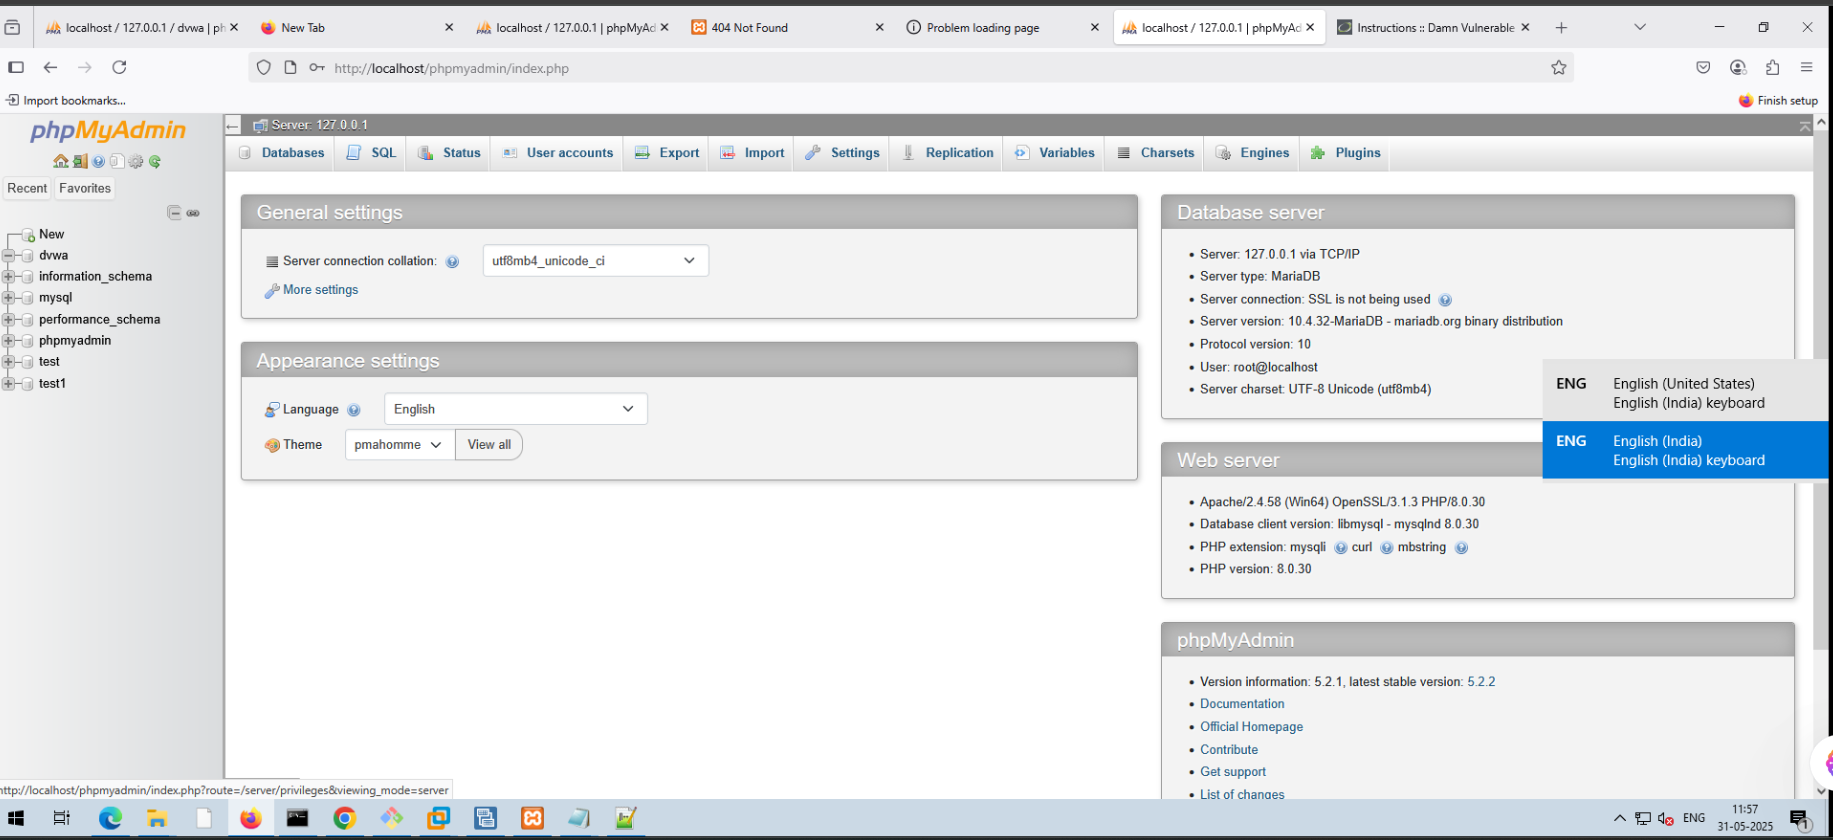 localhost / 127.0.0.1 / dvwa | ph
New Tab
localhost / 127.0.0.1 | phpMyAd
404 Not Found
Problem loading page
localhost / 127.0.0.1 | phpMyAd
Instructions :: Damn Vulnerable
http://localhost/phpmyadmin/index.php
Import bookmarks...
Finish setup
phpMyAdmin
Server: 127.0.0.1
Databases
SQL
Status
User accounts
Export
Import
Settings
Replication
Variables
Charsets
Engines
Plugins
Recent
Favorites
New
dvwa
information_schema
mysql
performance_schema
phpmyadmin
test
test1
General settings
Server connection collation:
utf8mb4_unicode_ci
More settings
Appearance settings
Language
English
Theme
pmahomme
View all
Database server
Server: 127.0.0.1 via TCP/IP
Server type: MariaDB
Server connection: SSL is not being used
Server version: 10.4.32-MariaDB - mariadb.org binary distribution
Protocol version: 10
User: root@localhost
Server charset: UTF-8 Unicode (utf8mb4)
ENG
English (United States)
English (India) keyboard
ENG
English (India)
English (India) keyboard
Web server
Apache/2.4.58 (Win64) OpenSSL/3.1.3 PHP/8.0.30
Database client version: libmysql - mysqlnd 8.0.30
PHP extension: mysqli curl mbstring
PHP version: 8.0.30
phpMyAdmin
Version information: 5.2.1, latest stable version: 5.2.2
Documentation
Official Homepage
Contribute
Get support
List of changes
http://localhost/phpmyadmin/index.php?route=/server/privileges&viewing_mode=server
ENG
11:57
31-05-2025
1